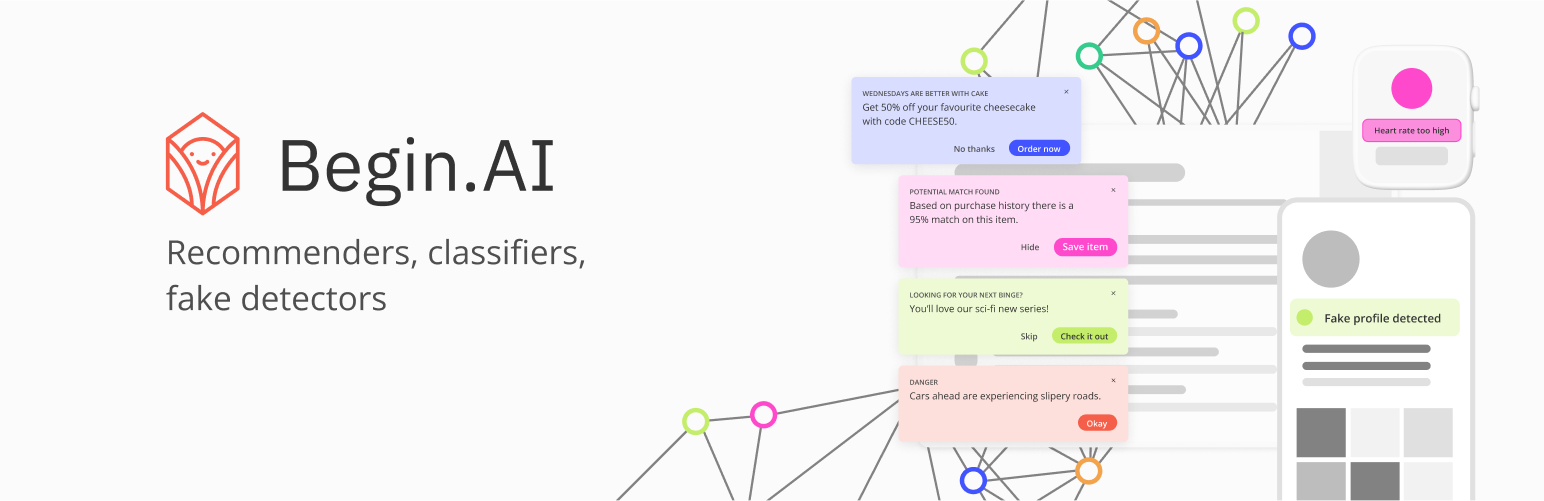 Begin.AI
Recommenders, classifiers,
fake detectors
WEDNESDAYS ARE BETTER WITH CAKE ×
Get 50% off your favourite cheesecake
with code CHEESE50.
No thanks Order now
POTENTIAL MATCH FOUND ×
Based on purchase history there is a
95% match on this item.
Hide Save item
LOOKING FOR YOUR NEXT BINGE? ×
You'll love our sci-fi new series!
Skip Check it out
DANGER ×
Cars ahead are experiencing slipery roads.
Okay
Heart rate too high
Fake profile detected